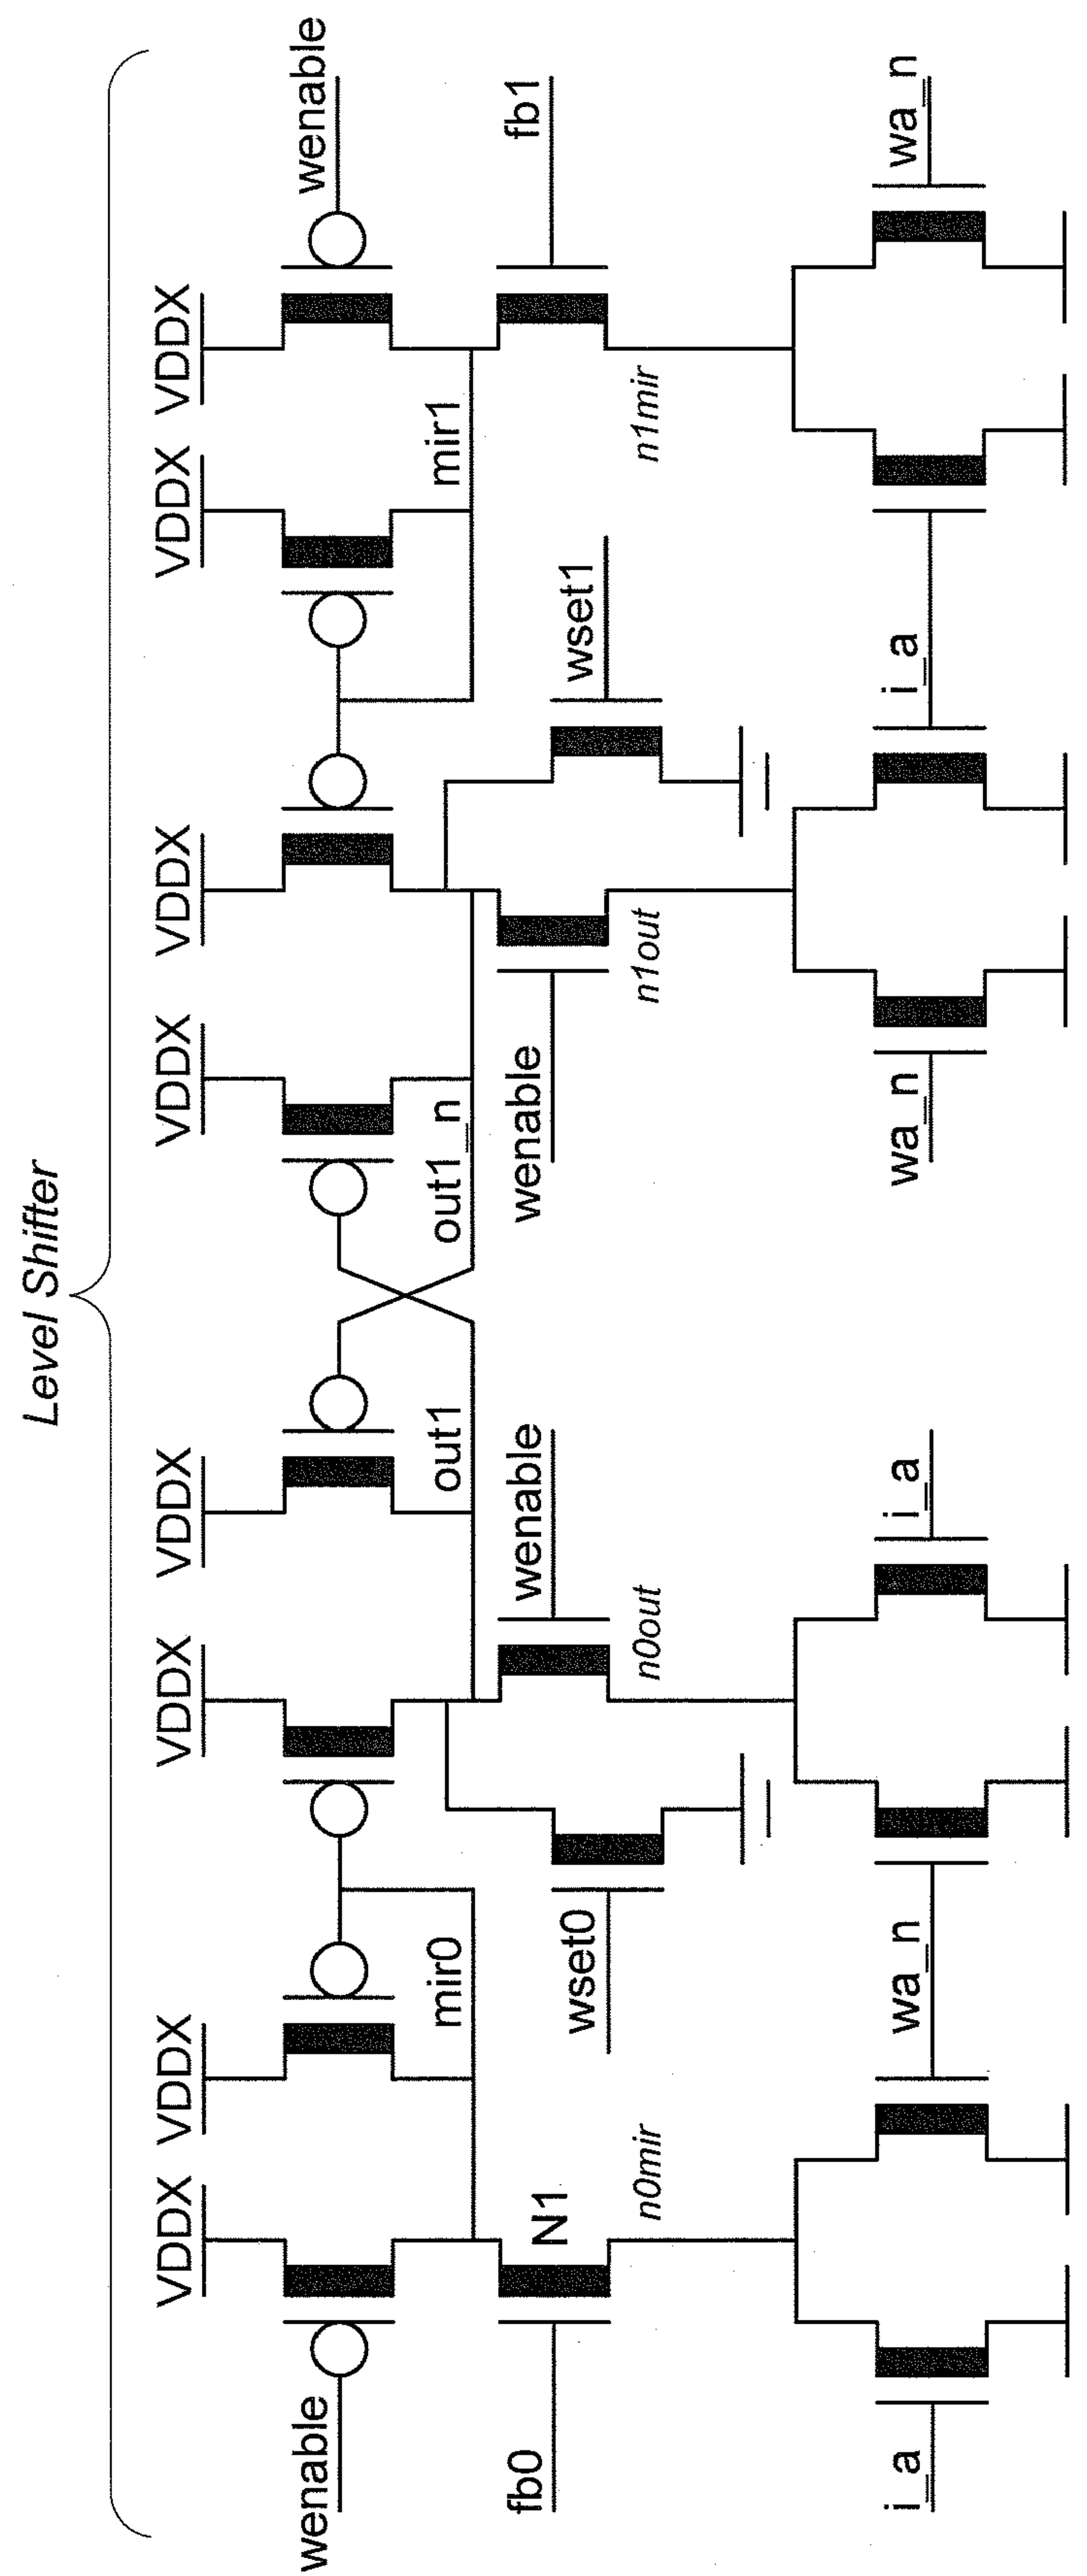 Level Shifter
VDDX VDDX VDDX VDDX VDDX VDDX VDDX VDDX
wenable wenable
mir0 out1 out1_n mir1
fb0 N1 wenable wenable fb1
wset0 wset1
n0mir n0out n1out n1mir
i_a wa_n i_a wa_n i_a wa_n